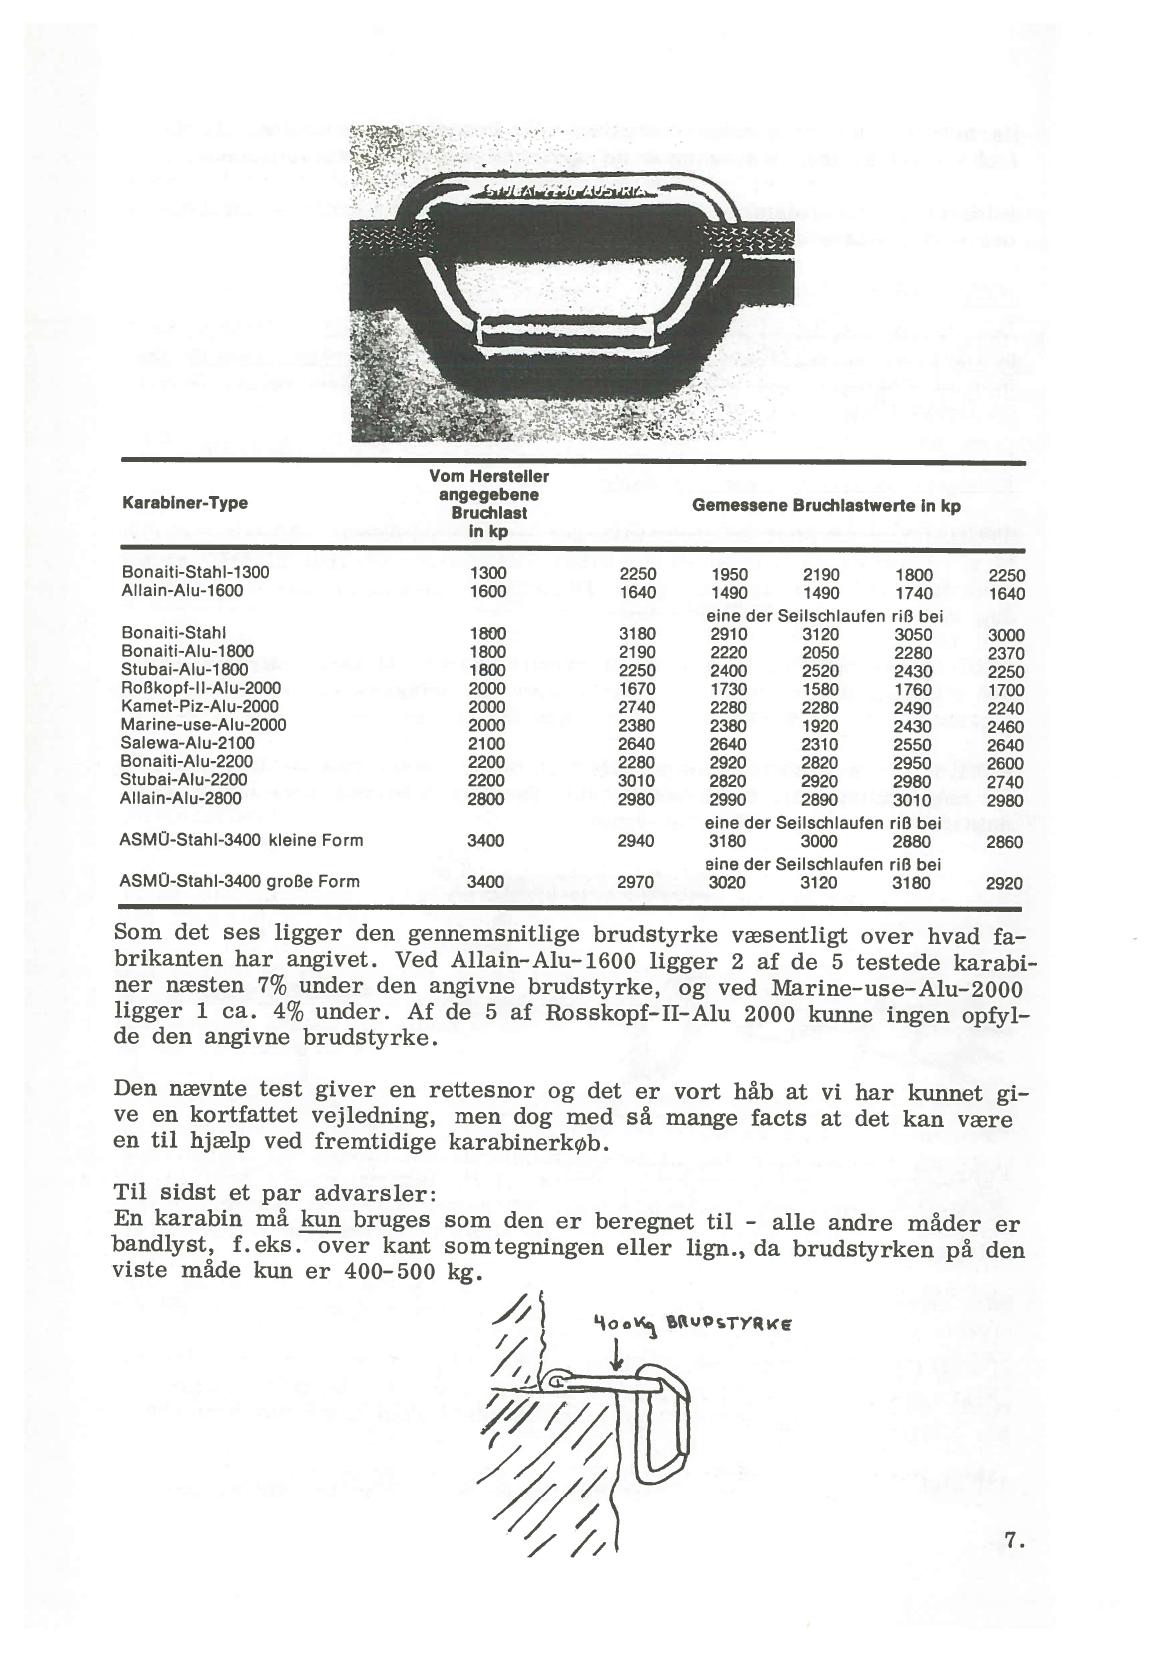 STUBAI 2200 AUSTRIA
Karabiner-Type
Vom Hersteller
angegebene
Bruchlast
in kp
Gemessene Bruchlastwerte in kp
Bonaiti-Stahl-1300 1300 2250 1950 2190 1800 2250
Allain-Alu-1600 1600 1640 1490 1490 1740 1640
eine der Seilschlaufen riß bei
Bonaiti-Stahl 1800 3180 2910 3120 3050 3000
Bonaiti-Alu-1800 1800 2190 2220 2050 2280 2370
Stubai-Alu-1800 1800 2250 2400 2520 2430 2250
Roßkopf-II-Alu-2000 2000 1670 1730 1580 1760 1700
Kamet-Piz-Alu-2000 2000 2740 2280 2280 2490 2240
Marine-use-Alu-2000 2000 2380 2380 1920 2430 2460
Salewa-Alu-2100 2100 2640 2640 2310 2550 2640
Bonaiti-Alu-2200 2200 2280 2920 2820 2950 2600
Stubai-Alu-2200 2200 3010 2820 2920 2980 2740
Allain-Alu-2800 2800 2980 2990 2890 3010 2980
eine der Seilschlaufen riß bei
ASMÜ-Stahl-3400 kleine Form 3400 2940 3180 3000 2880 2860
eine der Seilschlaufen riß bei
ASMÜ-Stahl-3400 große Form 3400 2970 3020 3120 3180 2920
Som det ses ligger den gennemsnitlige brudstyrke væsentligt over hvad fa-
brikanten har angivet. Ved Allain-Alu-1600 ligger 2 af de 5 testede karabi-
ner næsten 7% under den angivne brudstyrke, og ved Marine-use-Alu-2000
ligger 1 ca. 4% under. Af de 5 af Rosskopf-II-Alu 2000 kunne ingen opfyl-
de den angivne brudstyrke.
Den nævnte test giver en rettesnor og det er vort håb at vi har kunnet gi-
ve en kortfattet vejledning, men dog med så mange facts at det kan være
en til hjælp ved fremtidige karabinerkøb.
Til sidst et par advarsler:
En karabin må kun bruges som den er beregnet til - alle andre måder er
bandlyst, f.eks. over kant som tegningen eller lign., da brudstyrken på den
viste måde kun er 400-500 kg.
400Kg BRUDSTYRKE
7.